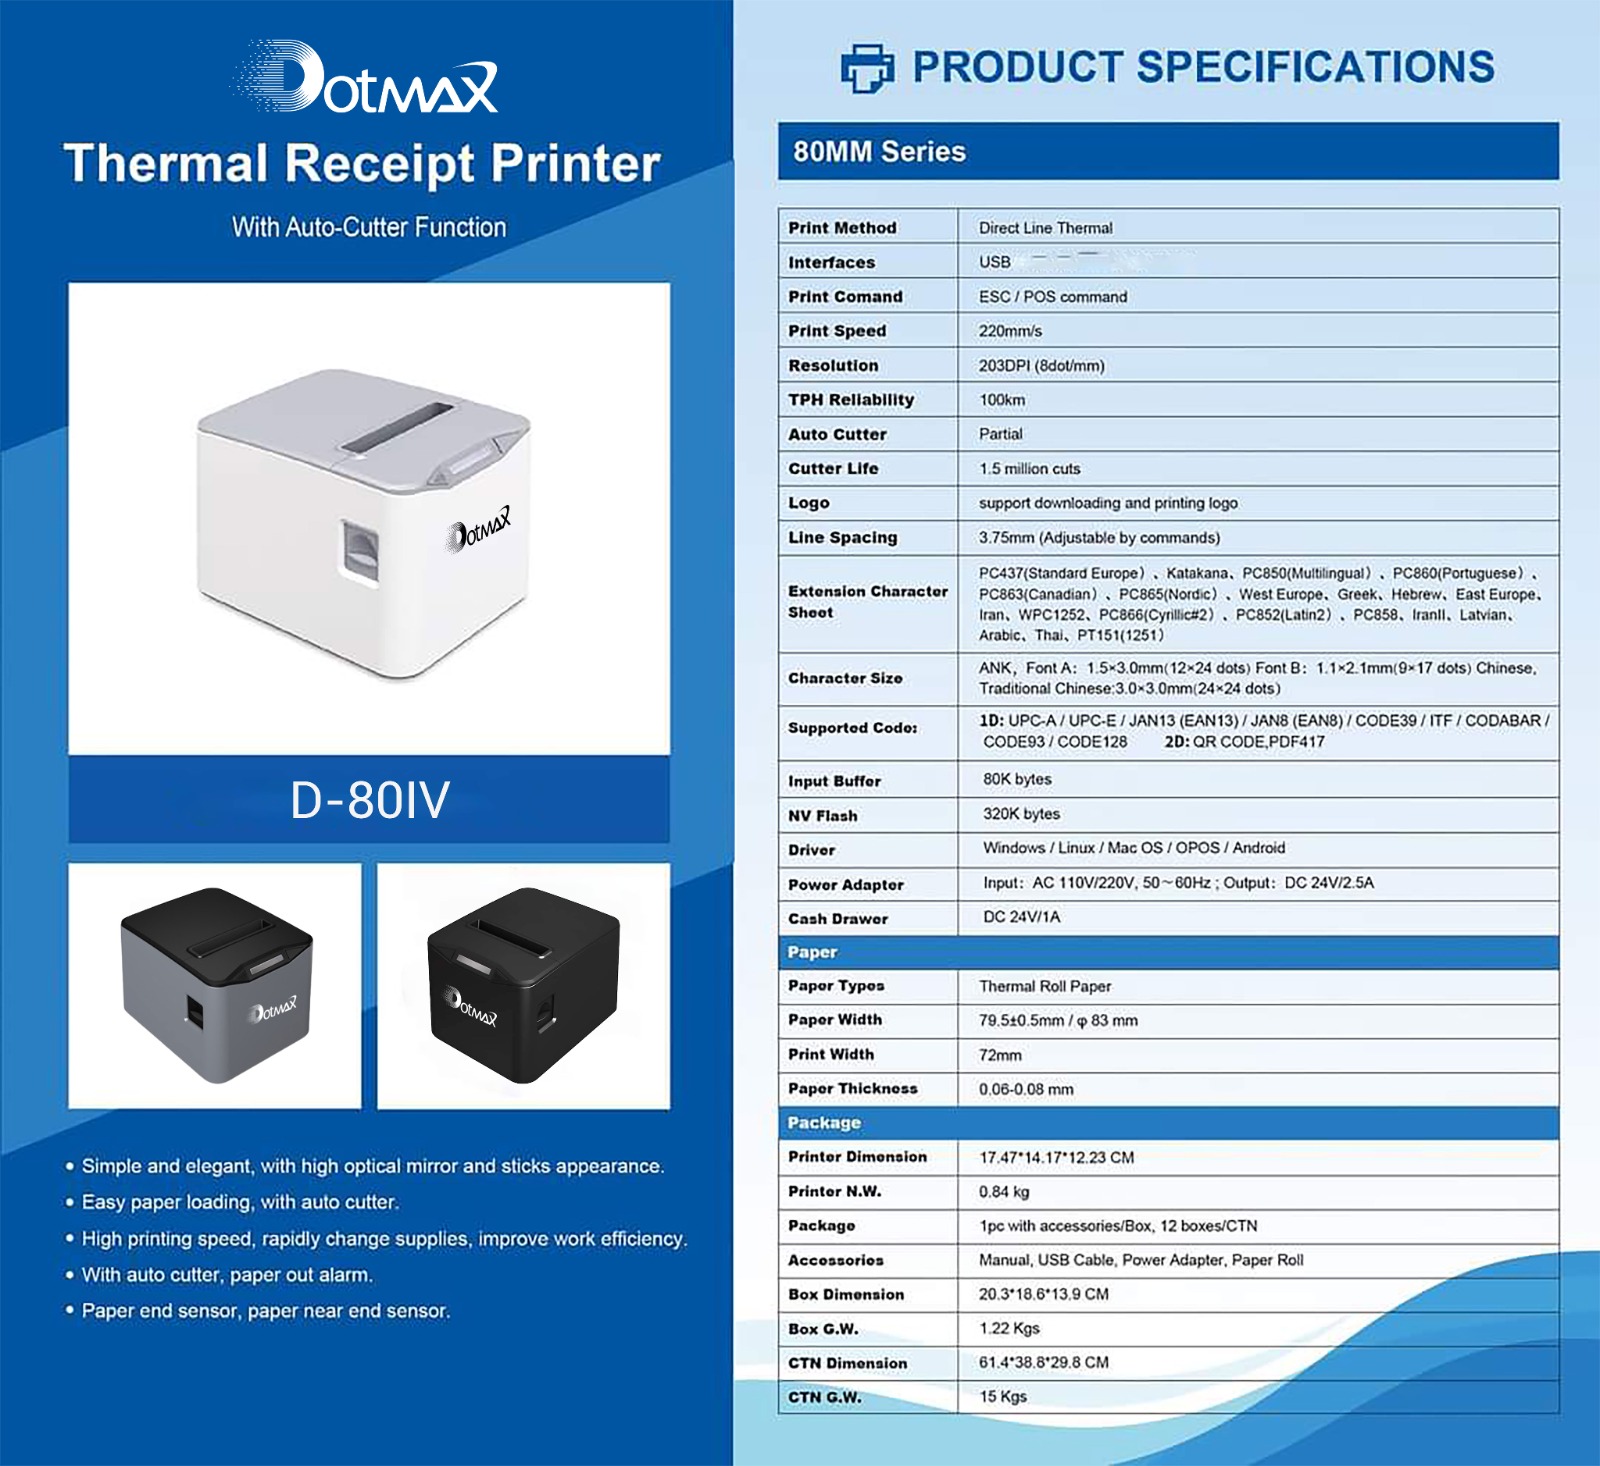 DOTMAX
Thermal Receipt Printer
With Auto-Cutter Function
DOTMAX
D-80IV
DOTMAX
DOTMAX
• Simple and elegant, with high optical mirror and sticks appearance.
• Easy paper loading, with auto cutter.
• High printing speed, rapidly change supplies, improve work efficiency.
• With auto cutter, paper out alarm.
• Paper end sensor, paper near end sensor.
PRODUCT SPECIFICATIONS
80MM Series
Print Method Direct Line Thermal
Interfaces USB
Print Comand ESC / POS command
Print Speed 220mm/s
Resolution 203DPI (8dot/mm)
TPH Reliability 100km
Auto Cutter Partial
Cutter Life 1.5 million cuts
Logo support downloading and printing logo
Line Spacing 3.75mm (Adjustable by commands)
Extension Character
Sheet
PC437(Standard Europe）、Katakana、PC850(Multilingual）、PC860(Portuguese）、
PC863(Canadian）、PC865(Nordic）、West Europe、Greek、Hebrew、East Europe、
Iran、WPC1252、PC866(Cyrillic#2）、PC852(Latin2）、PC858、IranII、Latvian、
Arabic、Thai、PT151(1251）
Character Size
ANK，Font A：1.5×3.0mm(12×24 dots) Font B：1.1×2.1mm(9×17 dots) Chinese,
Traditional Chinese:3.0×3.0mm(24×24 dots）
Supported Code:
1D: UPC-A / UPC-E / JAN13 (EAN13) / JAN8 (EAN8) / CODE39 / ITF / CODABAR /
CODE93 / CODE128 2D: QR CODE,PDF417
Input Buffer 80K bytes
NV Flash 320K bytes
Driver Windows / Linux / Mac OS / OPOS / Android
Power Adapter Input：AC 110V/220V, 50～60Hz ; Output：DC 24V/2.5A
Cash Drawer DC 24V/1A
Paper
Paper Types Thermal Roll Paper
Paper Width 79.5±0.5mm / φ 83 mm
Print Width 72mm
Paper Thickness 0.06-0.08 mm
Package
Printer Dimension 17.47*14.17*12.23 CM
Printer N.W. 0.84 kg
Package 1pc with accessories/Box, 12 boxes/CTN
Accessories Manual, USB Cable, Power Adapter, Paper Roll
Box Dimension 20.3*18.6*13.9 CM
Box G.W. 1.22 Kgs
CTN Dimension 61.4*38.8*29.8 CM
CTN G.W. 15 Kgs